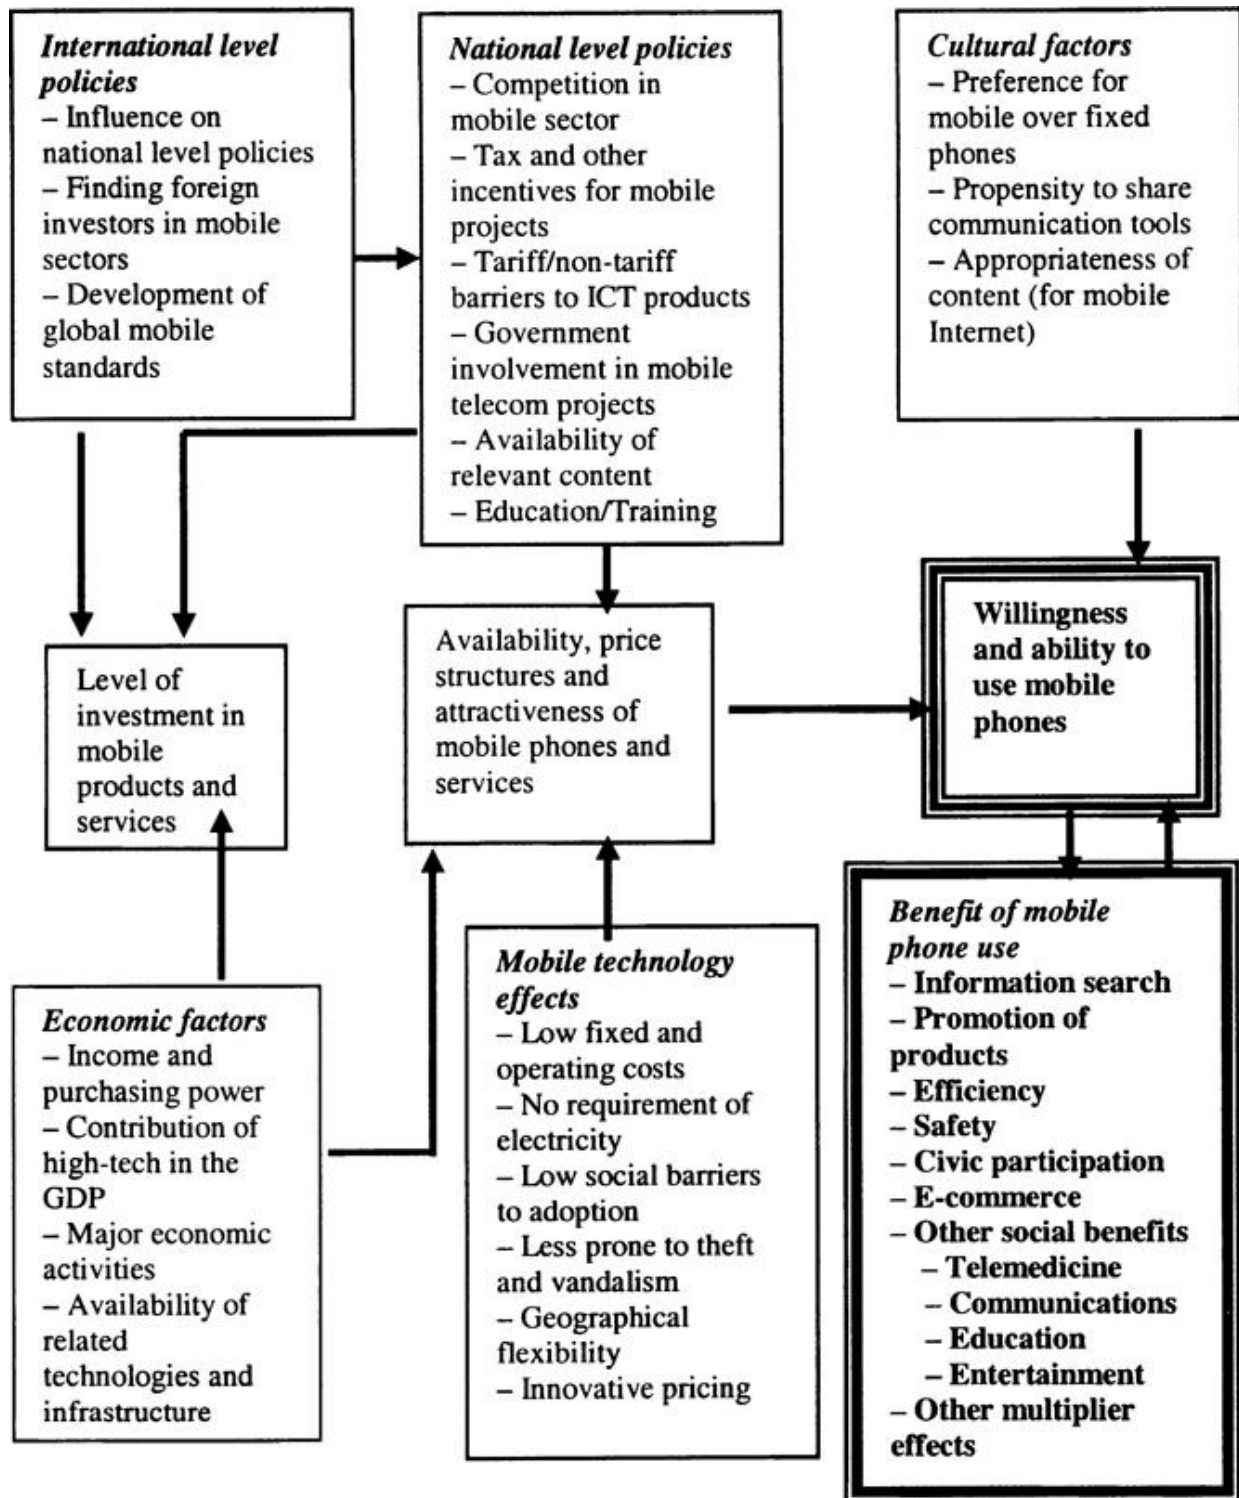 International level
policies
– Influence on
national level policies
– Finding foreign
investors in mobile
sectors
– Development of
global mobile
standards
National level policies
– Competition in
mobile sector
– Tax and other
incentives for mobile
projects
– Tariff/non-tariff
barriers to ICT products
– Government
involvement in mobile
telecom projects
– Availability of
relevant content
– Education/Training
Cultural factors
– Preference for
mobile over fixed
phones
– Propensity to share
communication tools
– Appropriateness of
content (for mobile
Internet)
Level of
investment in
mobile
products and
services
Availability, price
structures and
attractiveness of
mobile phones and
services
Willingness
and ability to
use mobile
phones
Economic factors
– Income and
purchasing power
– Contribution of
high-tech in the
GDP
– Major economic
activities
– Availability of
related
technologies and
infrastructure
Mobile technology
effects
– Low fixed and
operating costs
– No requirement of
electricity
– Low social barriers
to adoption
– Less prone to theft
and vandalism
– Geographical
flexibility
– Innovative pricing
Benefit of mobile
phone use
– Information search
– Promotion of
products
– Efficiency
– Safety
– Civic participation
– E-commerce
– Other social benefits
– Telemedicine
– Communications
– Education
– Entertainment
– Other multiplier
effects